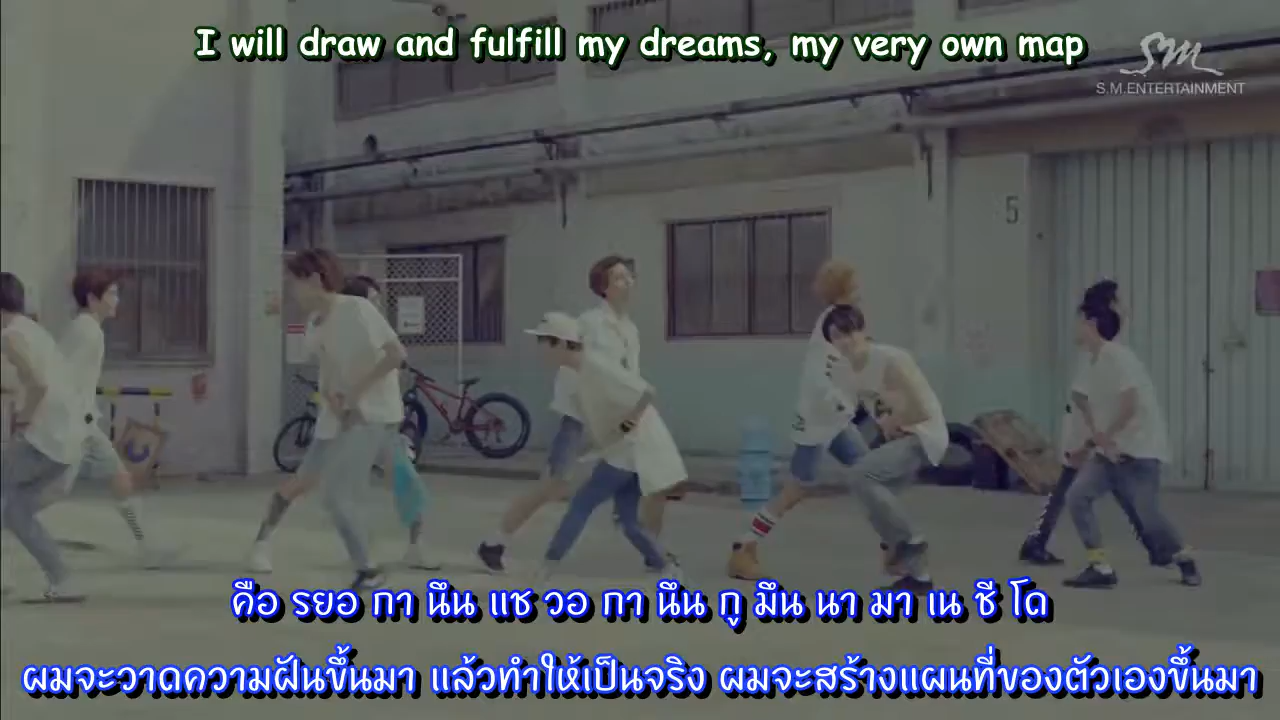 I will draw and fulfill my dreams, my very own map
SM
S.M.ENTERTAINMENT
5
คือ รยอ กา นึน แช วอ กา นึน กู มึน นา มา เน ชี โด
ผมจะวาดความฝันขึ้นมา แล้วทำให้เป็นจริง ผมจะสร้างแผนที่ของตัวเองขึ้นมา